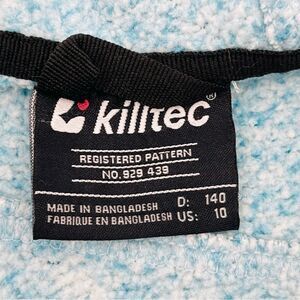 killtec®
REGISTERED PATTERN
NO. 929 439
MADE IN BANGLADESH D: 140
FABRIQUE EN BANGLADESH US: 10